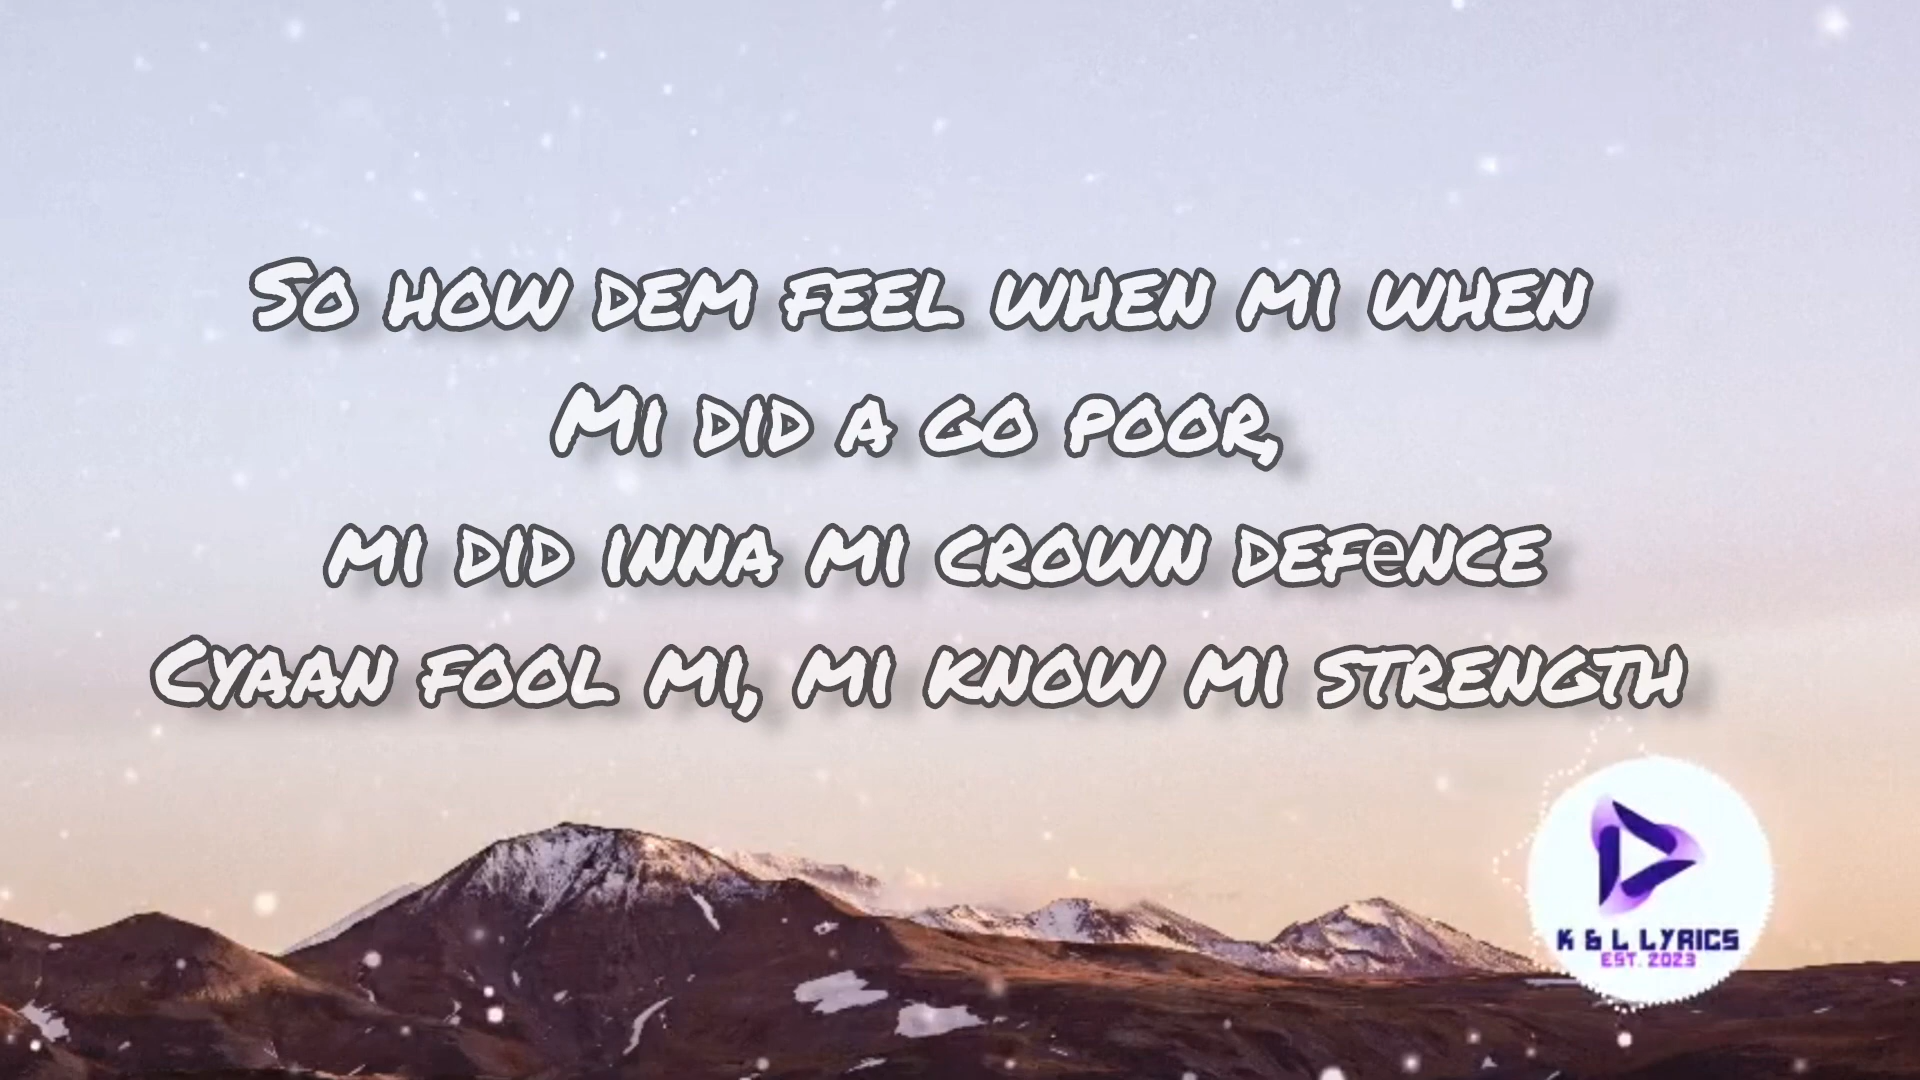 So how dem feel when mi when
Mi did a go poor,
mi did inna mi crown defеnce
Cyaan fool mi, mi know mi strength
K & L LYRICS
EST. 2023